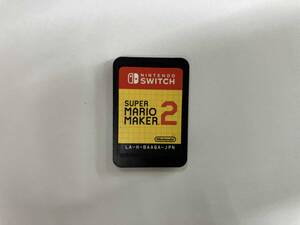 NINTENDO
SWITCH
SUPER
MARIO
MAKER 2
Nintendo
LA-H-BAAQA-JPN